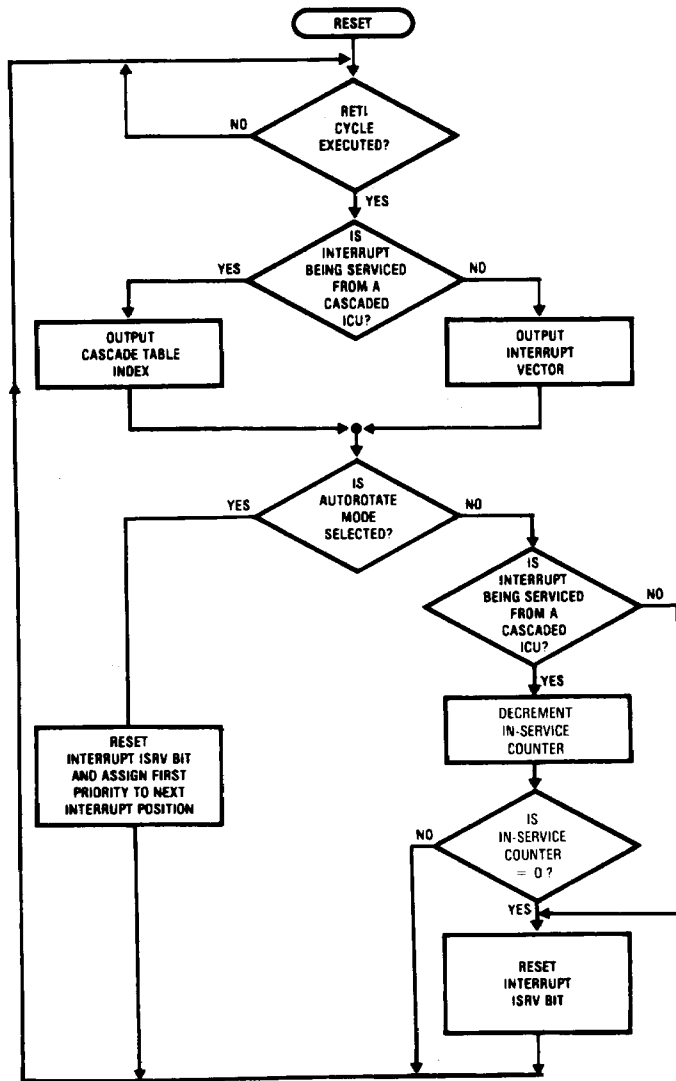 RESET
RETI
CYCLE
EXECUTED?
NO
YES
IS
INTERRUPT
BEING SERVICED
FROM A
CASCADED
ICU?
YES
NO
OUTPUT
CASCADE TABLE
INDEX
OUTPUT
INTERRUPT
VECTOR
IS
AUTOROTATE
MODE
SELECTED?
YES
NO
IS
INTERRUPT
BEING SERVICED
FROM A
CASCADED
ICU?
NO
YES
RESET
INTERRUPT ISRV BIT
AND ASSIGN FIRST
PRIORITY TO NEXT
INTERRUPT POSITION
DECREMENT
IN-SERVICE
COUNTER
IS
IN-SERVICE
COUNTER
= 0 ?
NO
YES
RESET
INTERRUPT
ISRV BIT